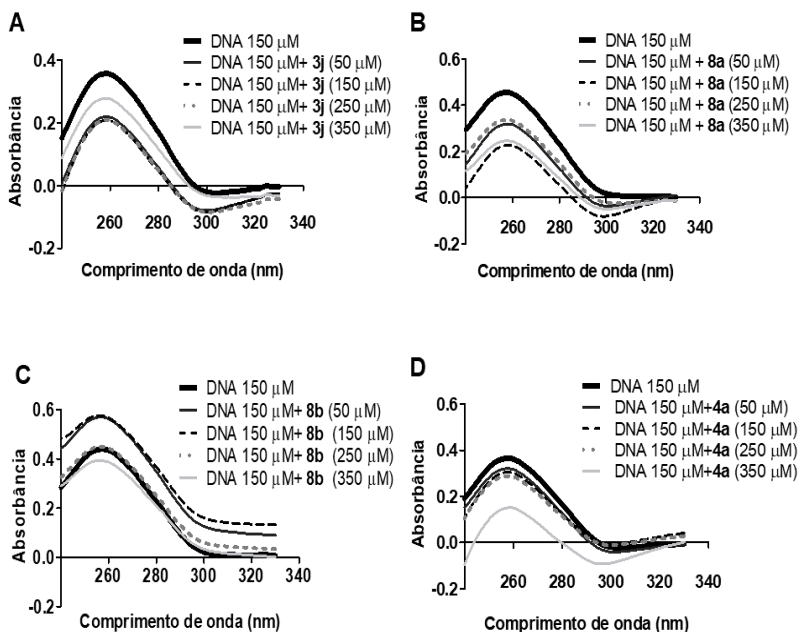 A
DNA 150 μM
DNA 150 μM+ 3j (50 μM)
DNA 150 μM+ 3j (150 μM)
DNA 150 μM+ 3j (250 μM)
DNA 150 μM+ 3j (350 μM)
0.4
0.2
0.0
-0.2
260 280 300 320 340
Absorbância
Comprimento de onda (nm)
B
DNA 150 μM
DNA 150 μM + 8a (50 μM)
DNA 150 μM + 8a (150 μM)
DNA 150 μM + 8a (250 μM)
DNA 150 μM + 8a (350 μM)
0.6
0.4
0.2
0.0
-0.2
260 280 300 320 340
Absorbância
Comprimento de onda (nm)
C
DNA 150 μM
DNA 150 μM+ 8b (50 μM)
DNA 150 μM+ 8b (150 μM)
DNA 150 μM+ 8b (250 μM)
DNA 150 μM+ 8b (350 μM)
0.6
0.4
0.2
0.0
-0.2
260 280 300 320 340
Absorbância
Comprimento de onda (nm)
D
DNA 150 μM
DNA 150 μM+4a (50 μM)
DNA 150 μM+4a (150 μM)
DNA 150 μM+4a (250 μM)
DNA 150 μM+4a (350 μM)
0.6
0.4
0.2
0.0
-0.2
260 280 300 320 340
Absorbância
Comprimento de onda (nm)